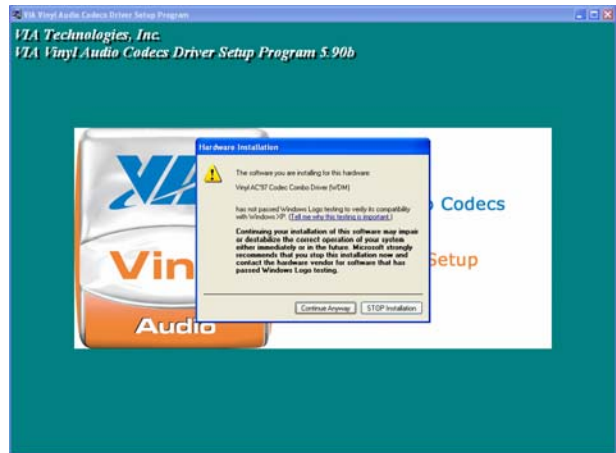 VIA Vinyl Audio Codecs Driver Setup Program
VIA Technologies, Inc.
VIA Vinyl Audio Codecs Driver Setup Program 5.90b
Hardware Installation
The software you are installing for this hardware:
Vinyl AC'97 Codec Combo Driver (WDM)
has not passed Windows Logo testing to verify its compatibility
with Windows XP. (Tell me why this testing is important.)
Continuing your installation of this software may impair
or destabilize the correct operation of your system
either immediately or in the future. Microsoft strongly
recommends that you stop this installation now and
contact the hardware vendor for software that has
passed Windows Logo testing.
Continue Anyway
STOP Installation
VIA
Vin
Audio
Codecs
Setup